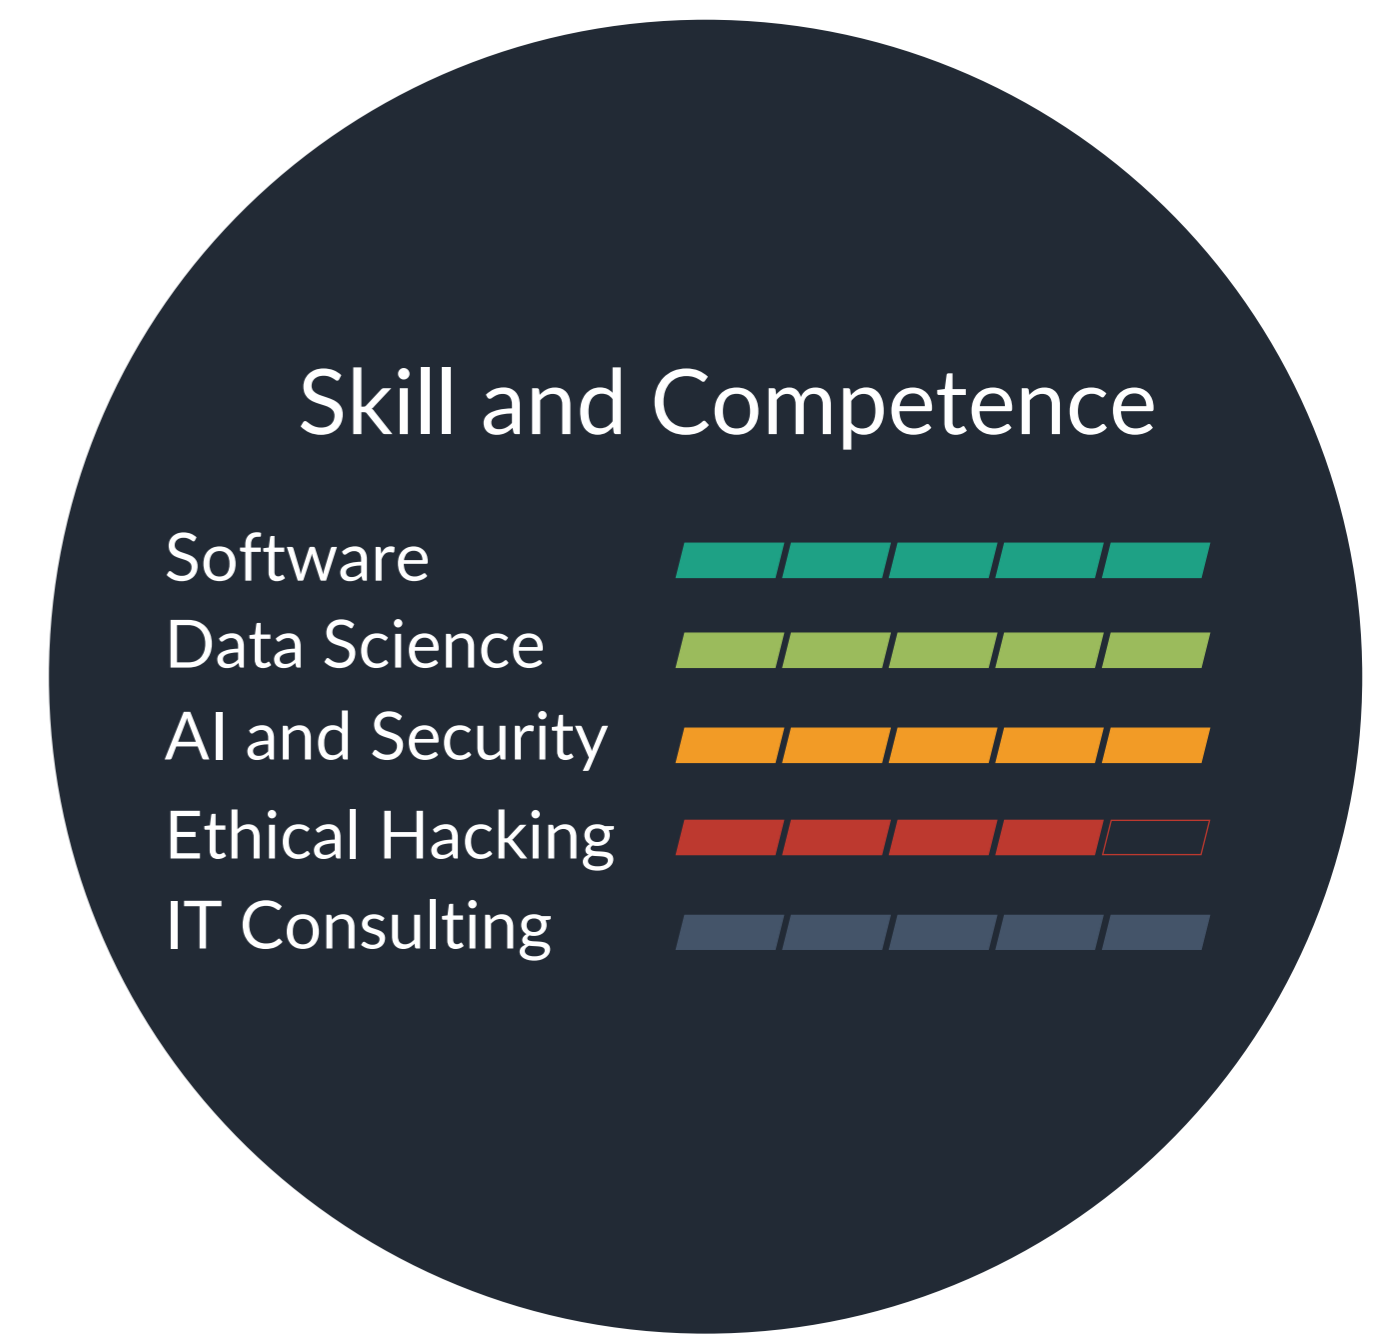 Skill and Competence
Software
Data Science
AI and Security
Ethical Hacking
IT Consulting